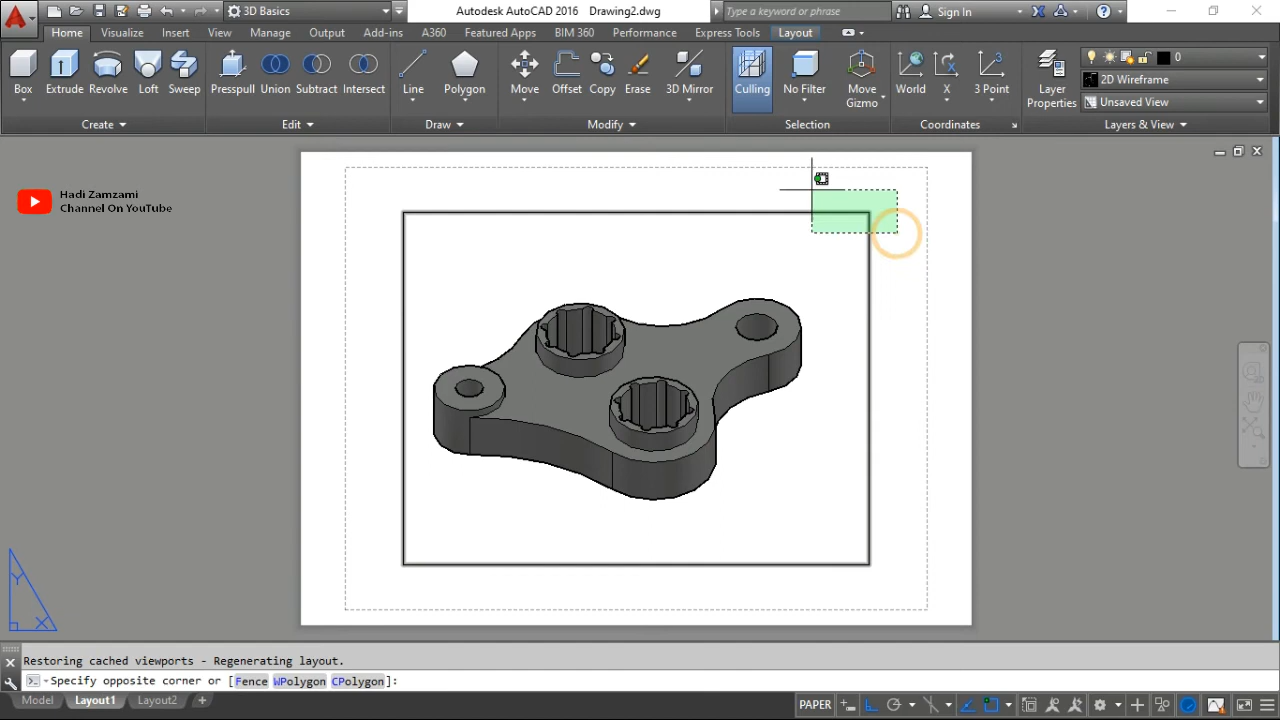 3D Basics
Autodesk AutoCAD 2016 Drawing2.dwg
Type a keyword or phrase
Sign In
Home Visualize Insert View Manage Output Add-ins A360 Featured Apps BIM 360 Performance Express Tools Layout
Box Extrude Revolve Loft Sweep Presspull Union Subtract Intersect Line Polygon Move Offset Copy Erase 3D Mirror Culling No Filter Move Gizmo World X 3 Point Layer Properties
0
2D Wireframe
Unsaved View
Create Edit Draw Modify Selection Coordinates Layers & View
Hadi Zamzami
Channel On YouTube
Y
X
Restoring cached viewports - Regenerating layout.
Specify opposite corner or [Fence WPolygon CPolygon]:
Model Layout1 Layout2 +
PAPER